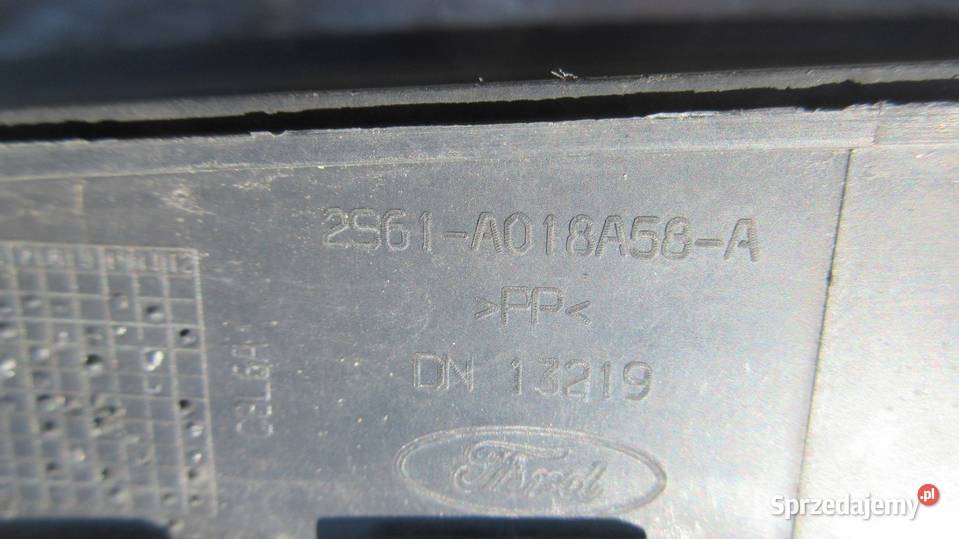 2S61-A018A58-A
>PP<
DN 13219
Ford
Sprzedajemy.pl